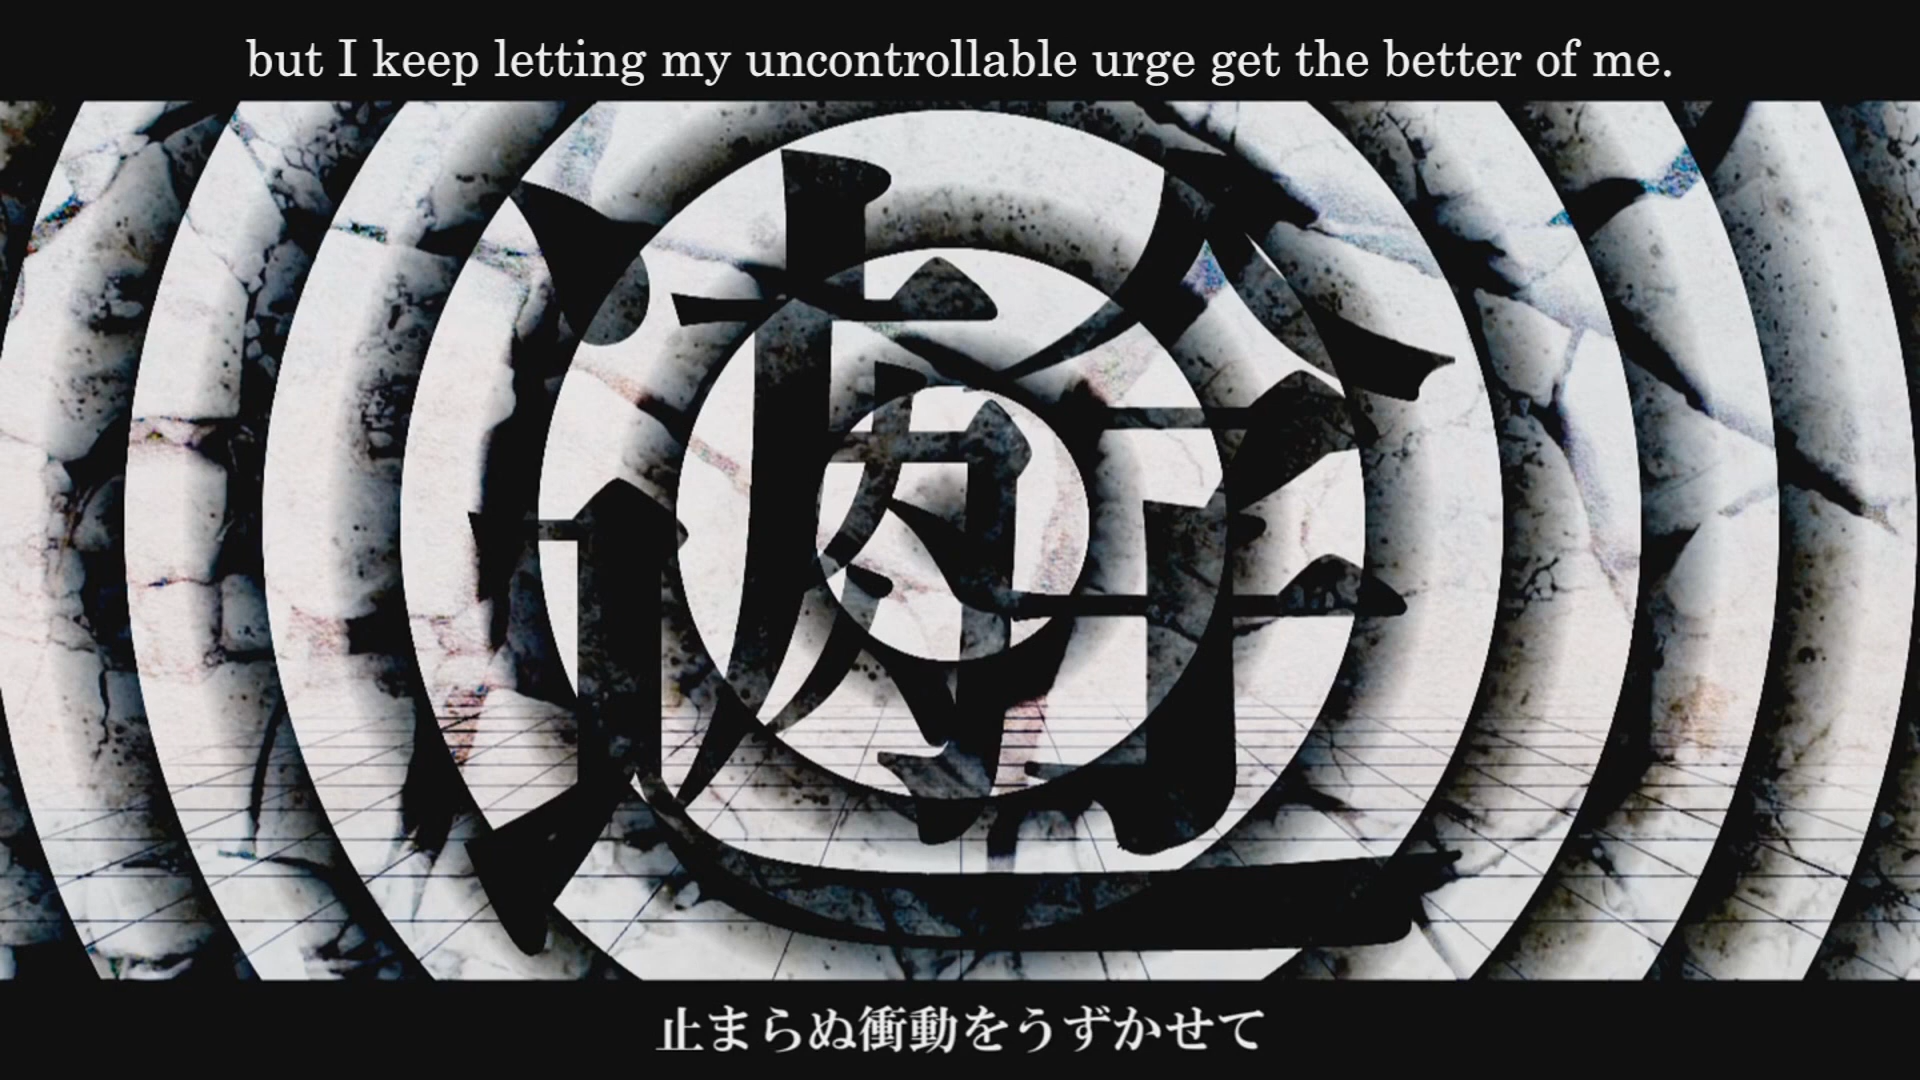 but I keep letting my uncontrollable urge get the better of me.
止まらぬ衝動をうずかせて